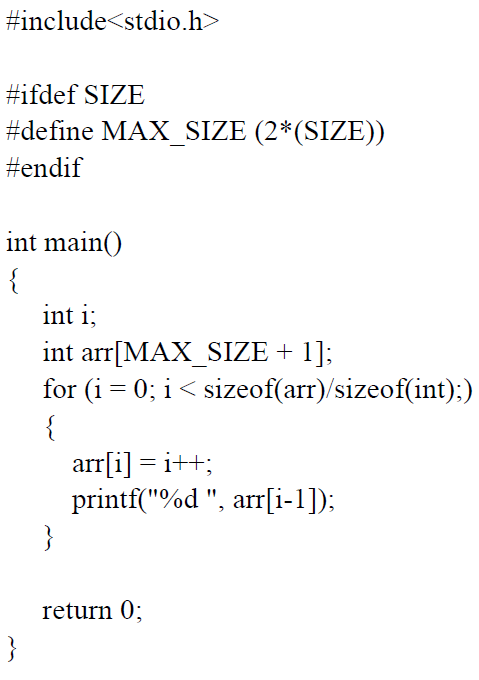 #include<stdio.h>
#ifdef SIZE
#define MAX_SIZE (2*(SIZE))
#endif
int main()
{
int i;
int arr[MAX_SIZE + 1];
for (i = 0; i < sizeof(arr)/sizeof(int);)
{
arr[i] = i++;
printf("%d ", arr[i-1]);
}
return 0;
}